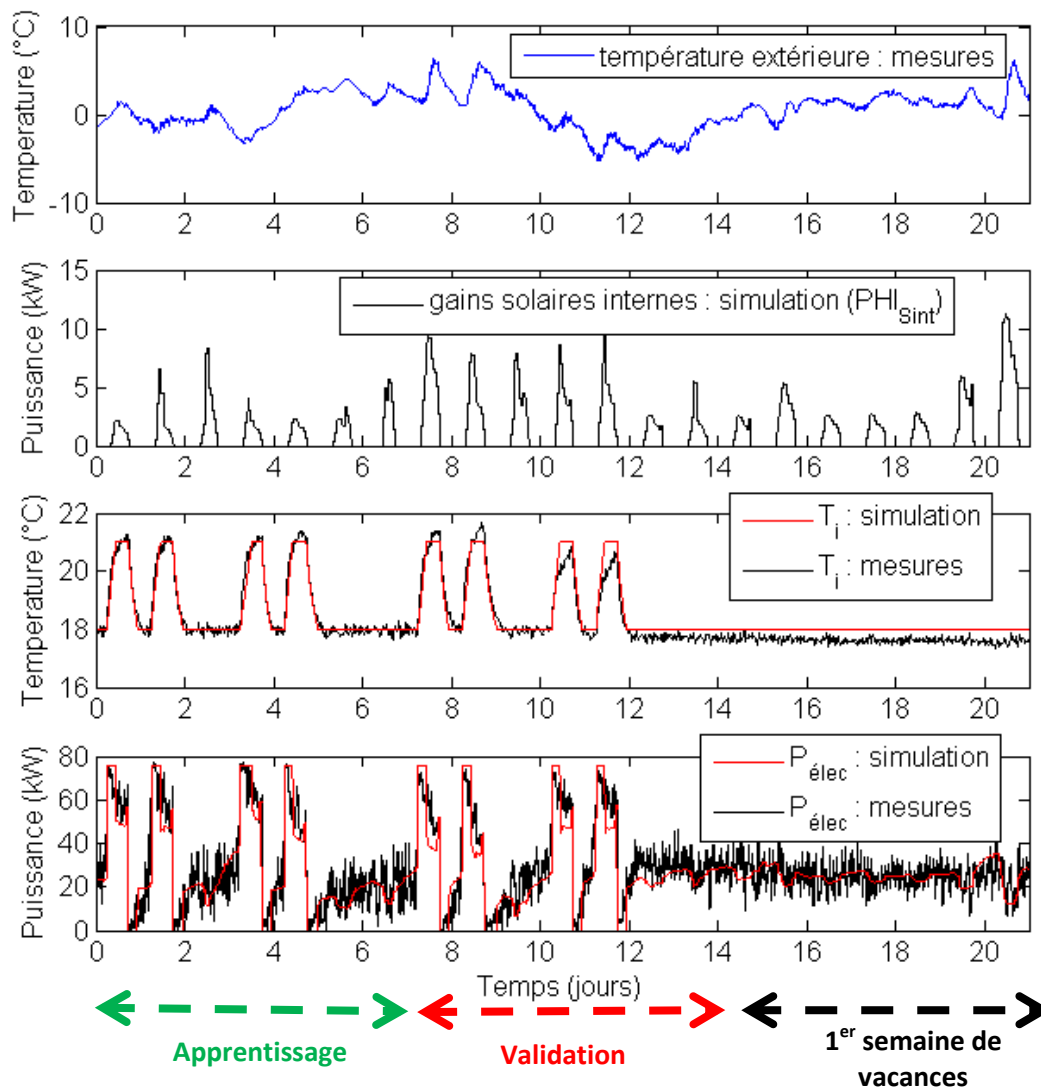 Temperature (°C)
10
0
-10
température extérieure : mesures
0 2 4 6 8 10 12 14 16 18 20
Puissance (kW)
15
10
5
0
gains solaires internes : simulation (PHI_Sint)
0 2 4 6 8 10 12 14 16 18 20
Temperature (°C)
22
20
18
16
T_i : simulation
T_i : mesures
0 2 4 6 8 10 12 14 16 18 20
Puissance (kW)
80
60
40
20
0
P_élec : simulation
P_élec : mesures
0 2 4 6 8 10 12 14 16 18 20
Temps (jours)
Apprentissage
Validation
1er semaine de
vacances